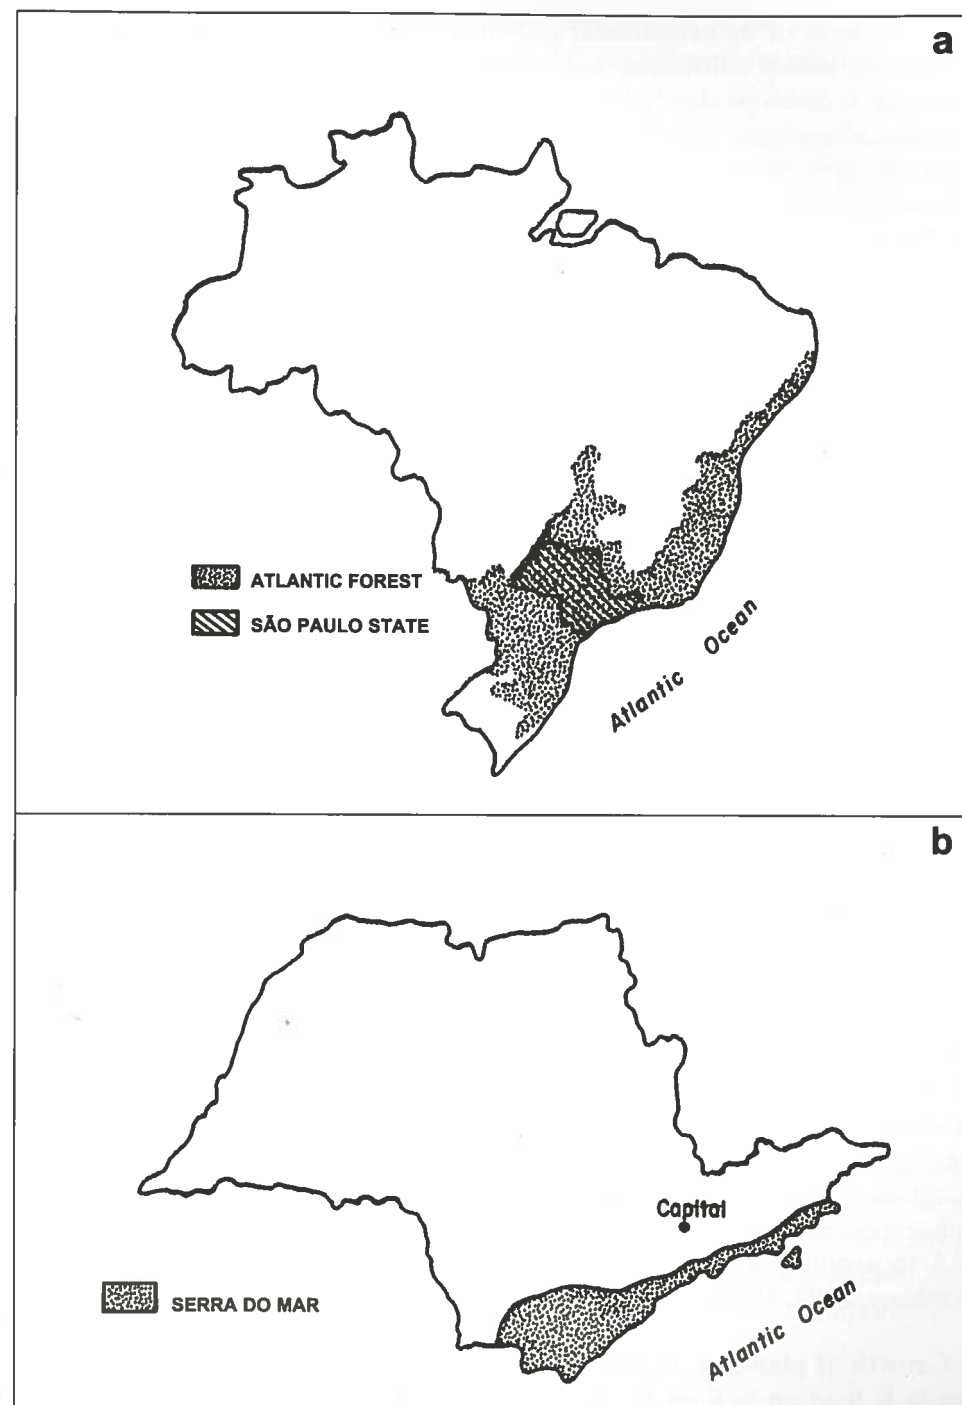 a
ATLANTIC FOREST
SÃO PAULO STATE
Atlantic Ocean
b
Capital
SERRA DO MAR
Atlantic Ocean